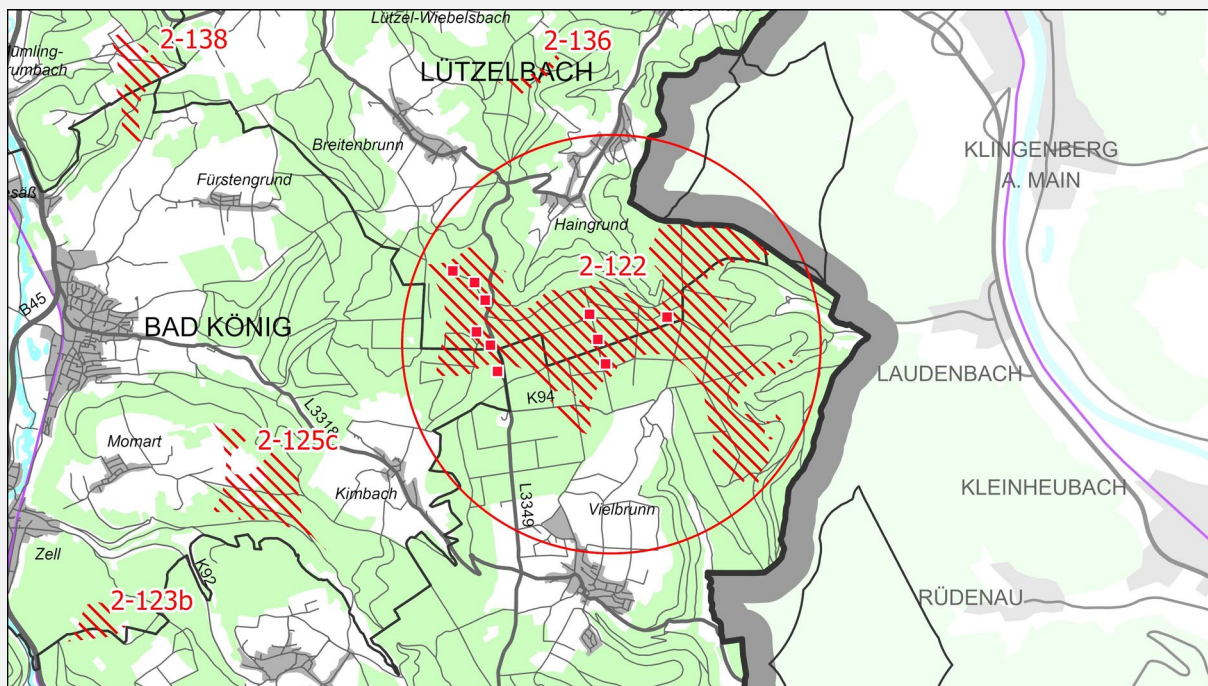 Lützel-Wiebelsbach
2-138
2-136
LÜTZELBACH
Breitenbrunn
KLINGENBERG
A. MAIN
Fürstengrund
Haingrund
2-122
B45
BAD KÖNIG
LAUDENBACH
K94
L3318
Momart
2-125c
Kimbach
KLEINHEUBACH
L3349
Vielbrunn
Zell
K92
2-123b
RÜDENAU